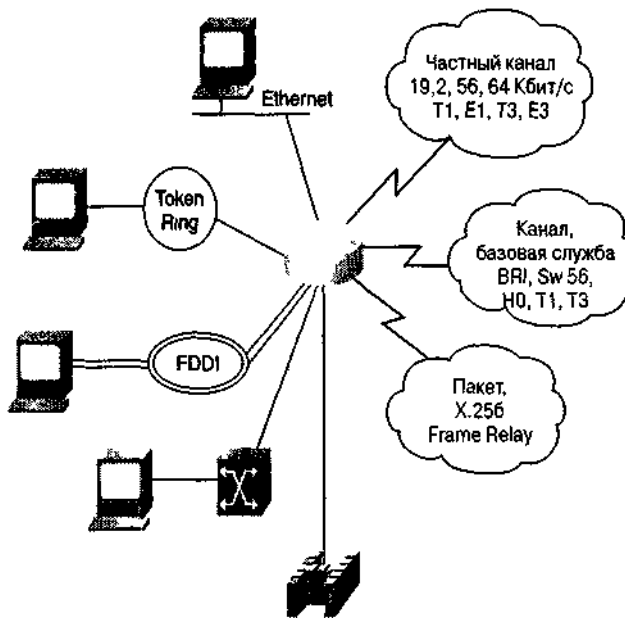 Ethernet
Частный канал
19,2, 56, 64 Кбит/с
T1, E1, T3, E3
Token
Ring
Канал,
базовая служба
BRI, Sw 56,
H0, T1, T3
FDDI
Пакет,
X.25б
Frame Relay